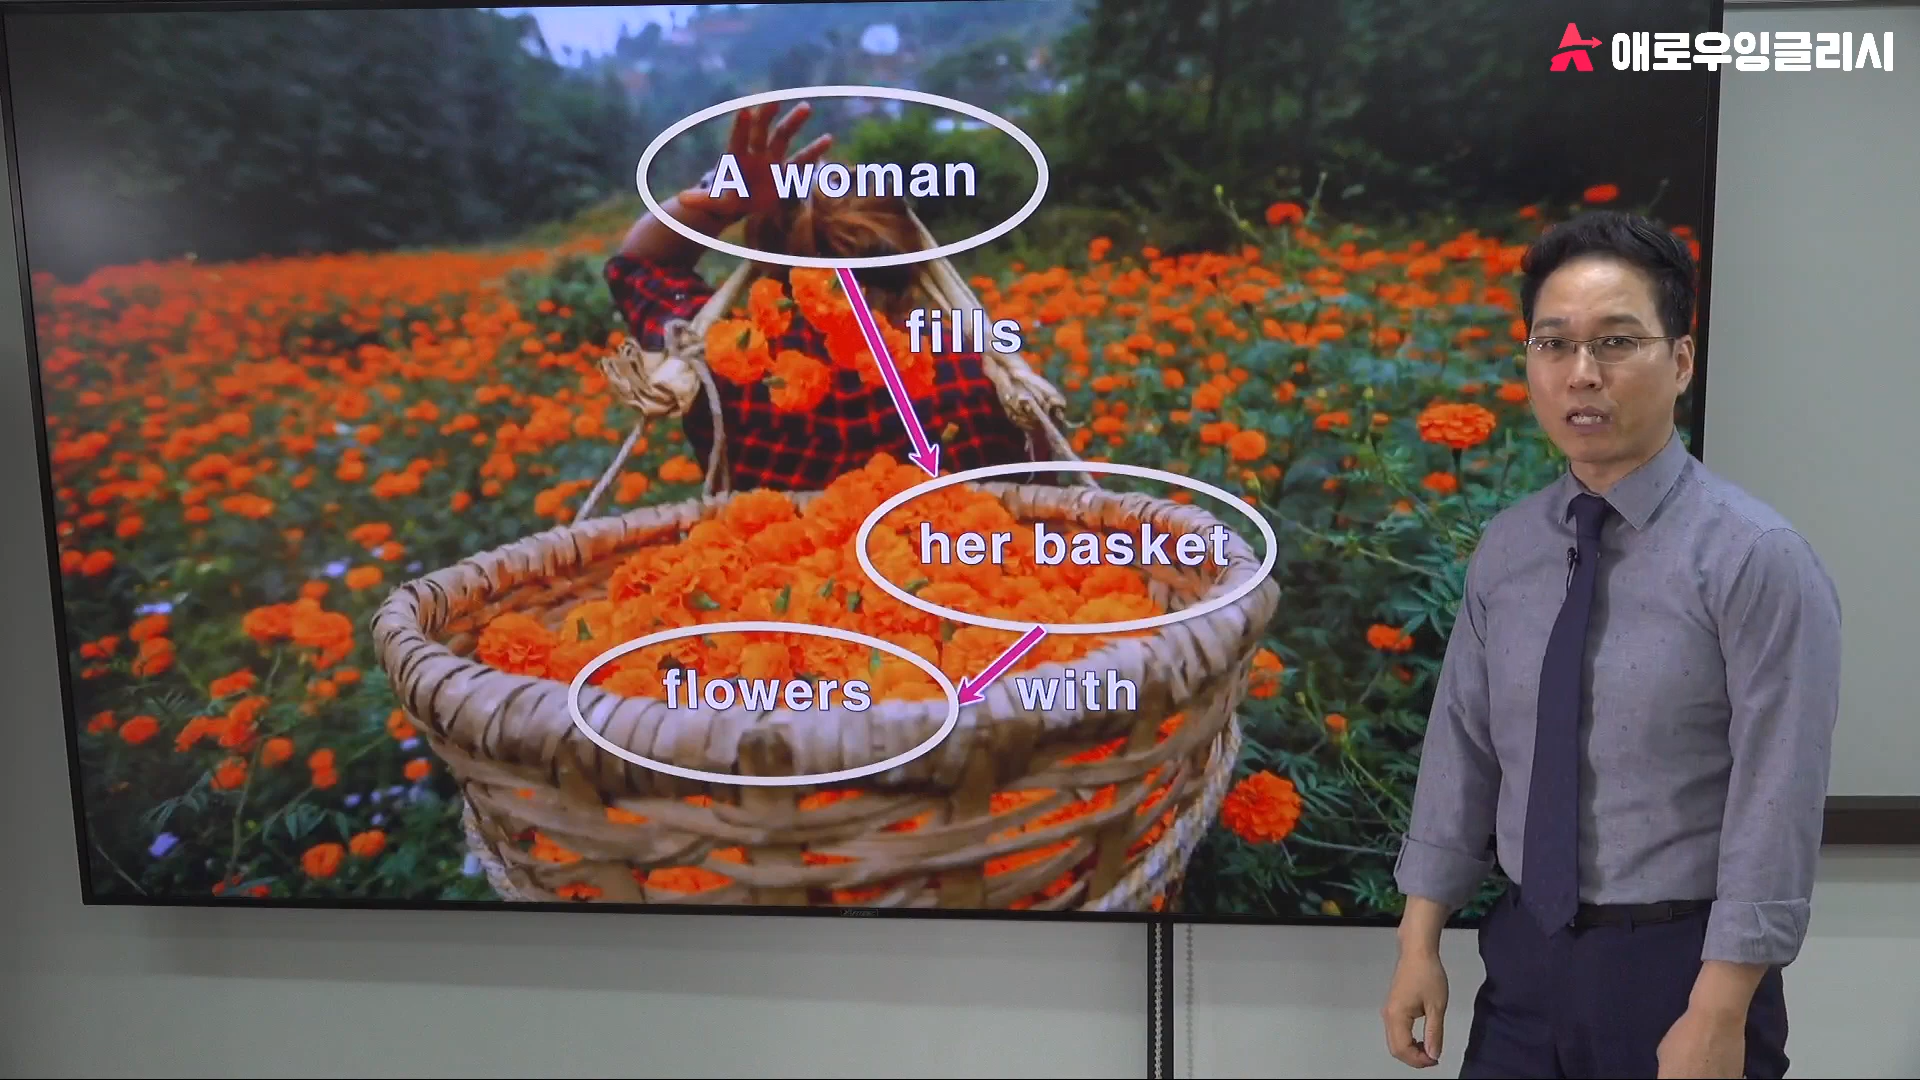 애로우잉글리시
A woman
fills
her basket
with
flowers